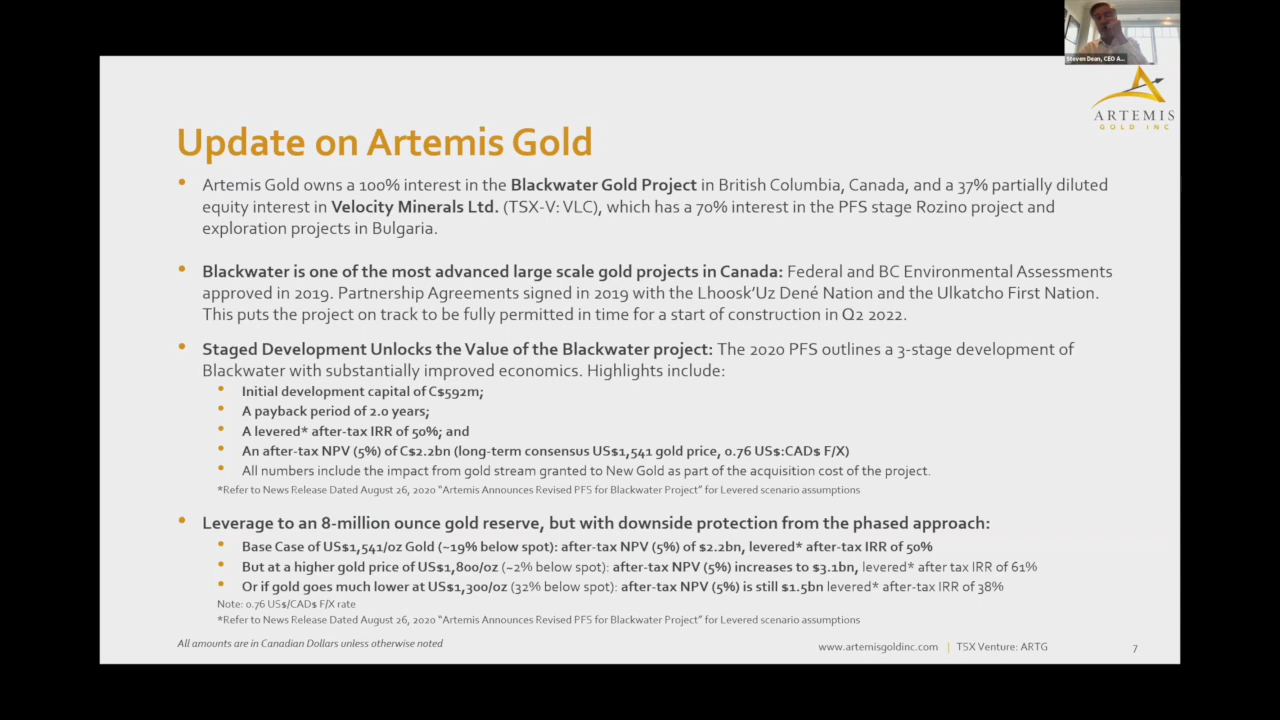 Steven Dean, CEO A...
ARTEMIS
GOLD INC
Update on Artemis Gold
• Artemis Gold owns a 100% interest in the Blackwater Gold Project in British Columbia, Canada, and a 37% partially diluted
equity interest in Velocity Minerals Ltd. (TSX-V: VLC), which has a 70% interest in the PFS stage Rozino project and
exploration projects in Bulgaria.
• Blackwater is one of the most advanced large scale gold projects in Canada: Federal and BC Environmental Assessments
approved in 2019. Partnership Agreements signed in 2019 with the Lhoosk'Uz Dené Nation and the Ulkatcho First Nation.
This puts the project on track to be fully permitted in time for a start of construction in Q2 2022.
• Staged Development Unlocks the Value of the Blackwater project: The 2020 PFS outlines a 3-stage development of
Blackwater with substantially improved economics. Highlights include:
• Initial development capital of C$592m;
• A payback period of 2.0 years;
• A levered* after-tax IRR of 50%; and
• An after-tax NPV (5%) of C$2.2bn (long-term consensus US$1,541 gold price, 0.76 US$:CAD$ F/X)
• All numbers include the impact from gold stream granted to New Gold as part of the acquisition cost of the project.
*Refer to News Release Dated August 26, 2020 "Artemis Announces Revised PFS for Blackwater Project" for Levered scenario assumptions
• Leverage to an 8-million ounce gold reserve, but with downside protection from the phased approach:
• Base Case of US$1,541/oz Gold (~19% below spot): after-tax NPV (5%) of $2.2bn, levered* after-tax IRR of 50%
• But at a higher gold price of US$1,800/oz (~2% below spot): after-tax NPV (5%) increases to $3.1bn, levered* after tax IRR of 61%
• Or if gold goes much lower at US$1,300/oz (32% below spot): after-tax NPV (5%) is still $1.5bn levered* after-tax IRR of 38%
Note: 0.76 US$/CAD$ F/X rate
*Refer to News Release Dated August 26, 2020 "Artemis Announces Revised PFS for Blackwater Project" for Levered scenario assumptions
All amounts are in Canadian Dollars unless otherwise noted
www.artemisgoldinc.com | TSX Venture: ARTG 7